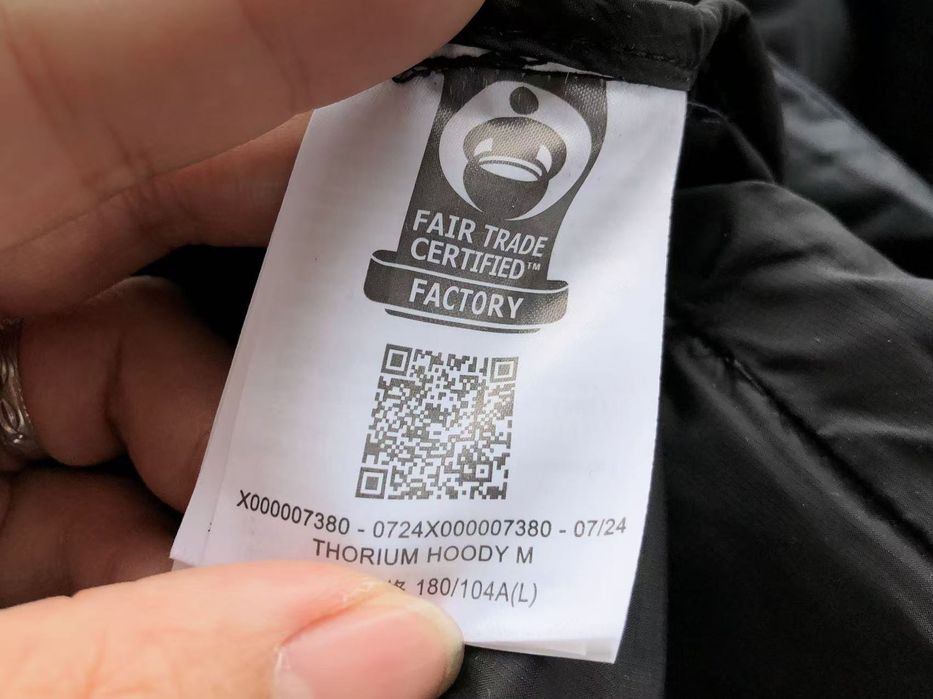 FAIR TRADE
CERTIFIED™
FACTORY
X000007380 - 0724X000007380 - 07/24
THORIUM HOODY M
180/104A(L)